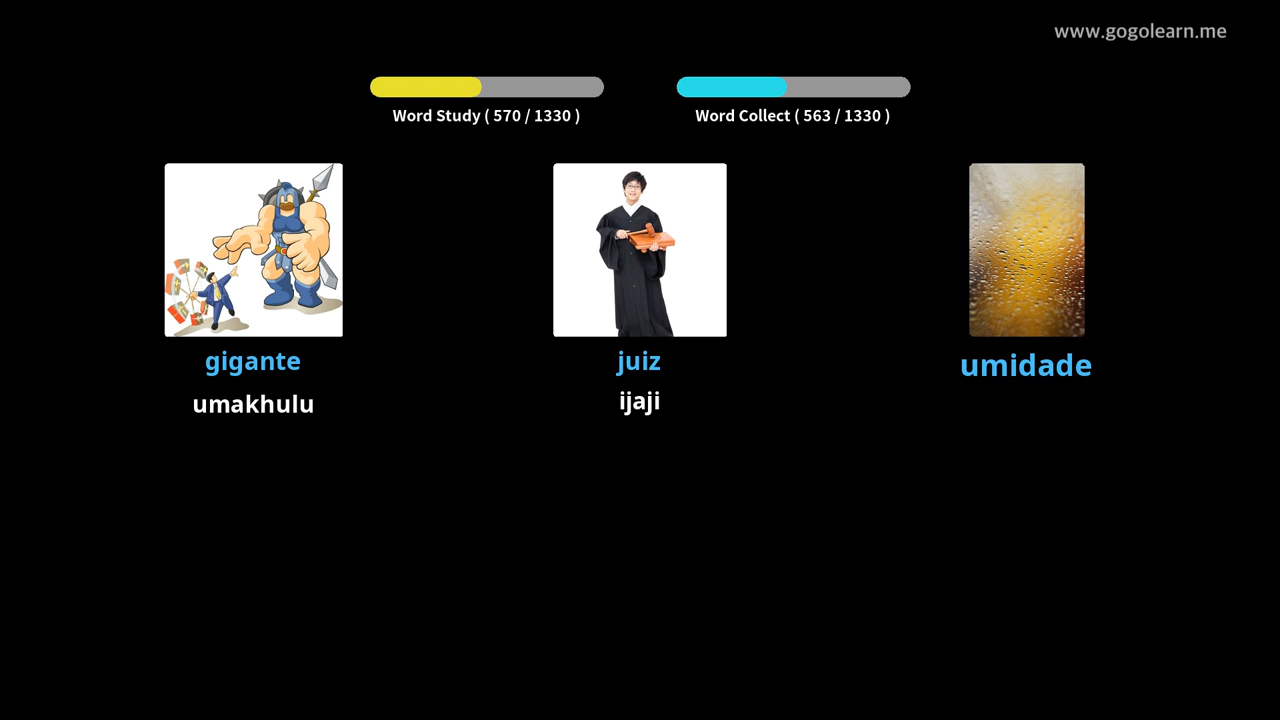 www.gogolearn.me
Word Study ( 570 / 1330 )
Word Collect ( 563 / 1330 )
gigante
umakhulu
juiz
ijaji
umidade